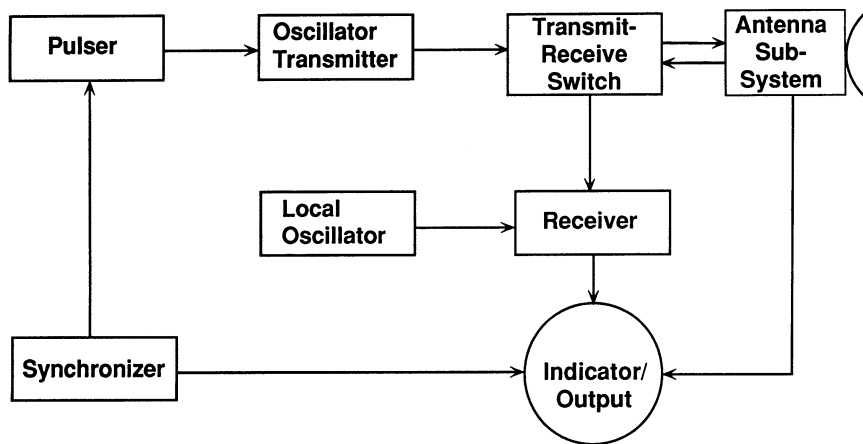 Pulser
Oscillator
Transmitter
Transmit-
Receive
Switch
Antenna
Sub-
System
Local
Oscillator
Receiver
Synchronizer
Indicator/
Output